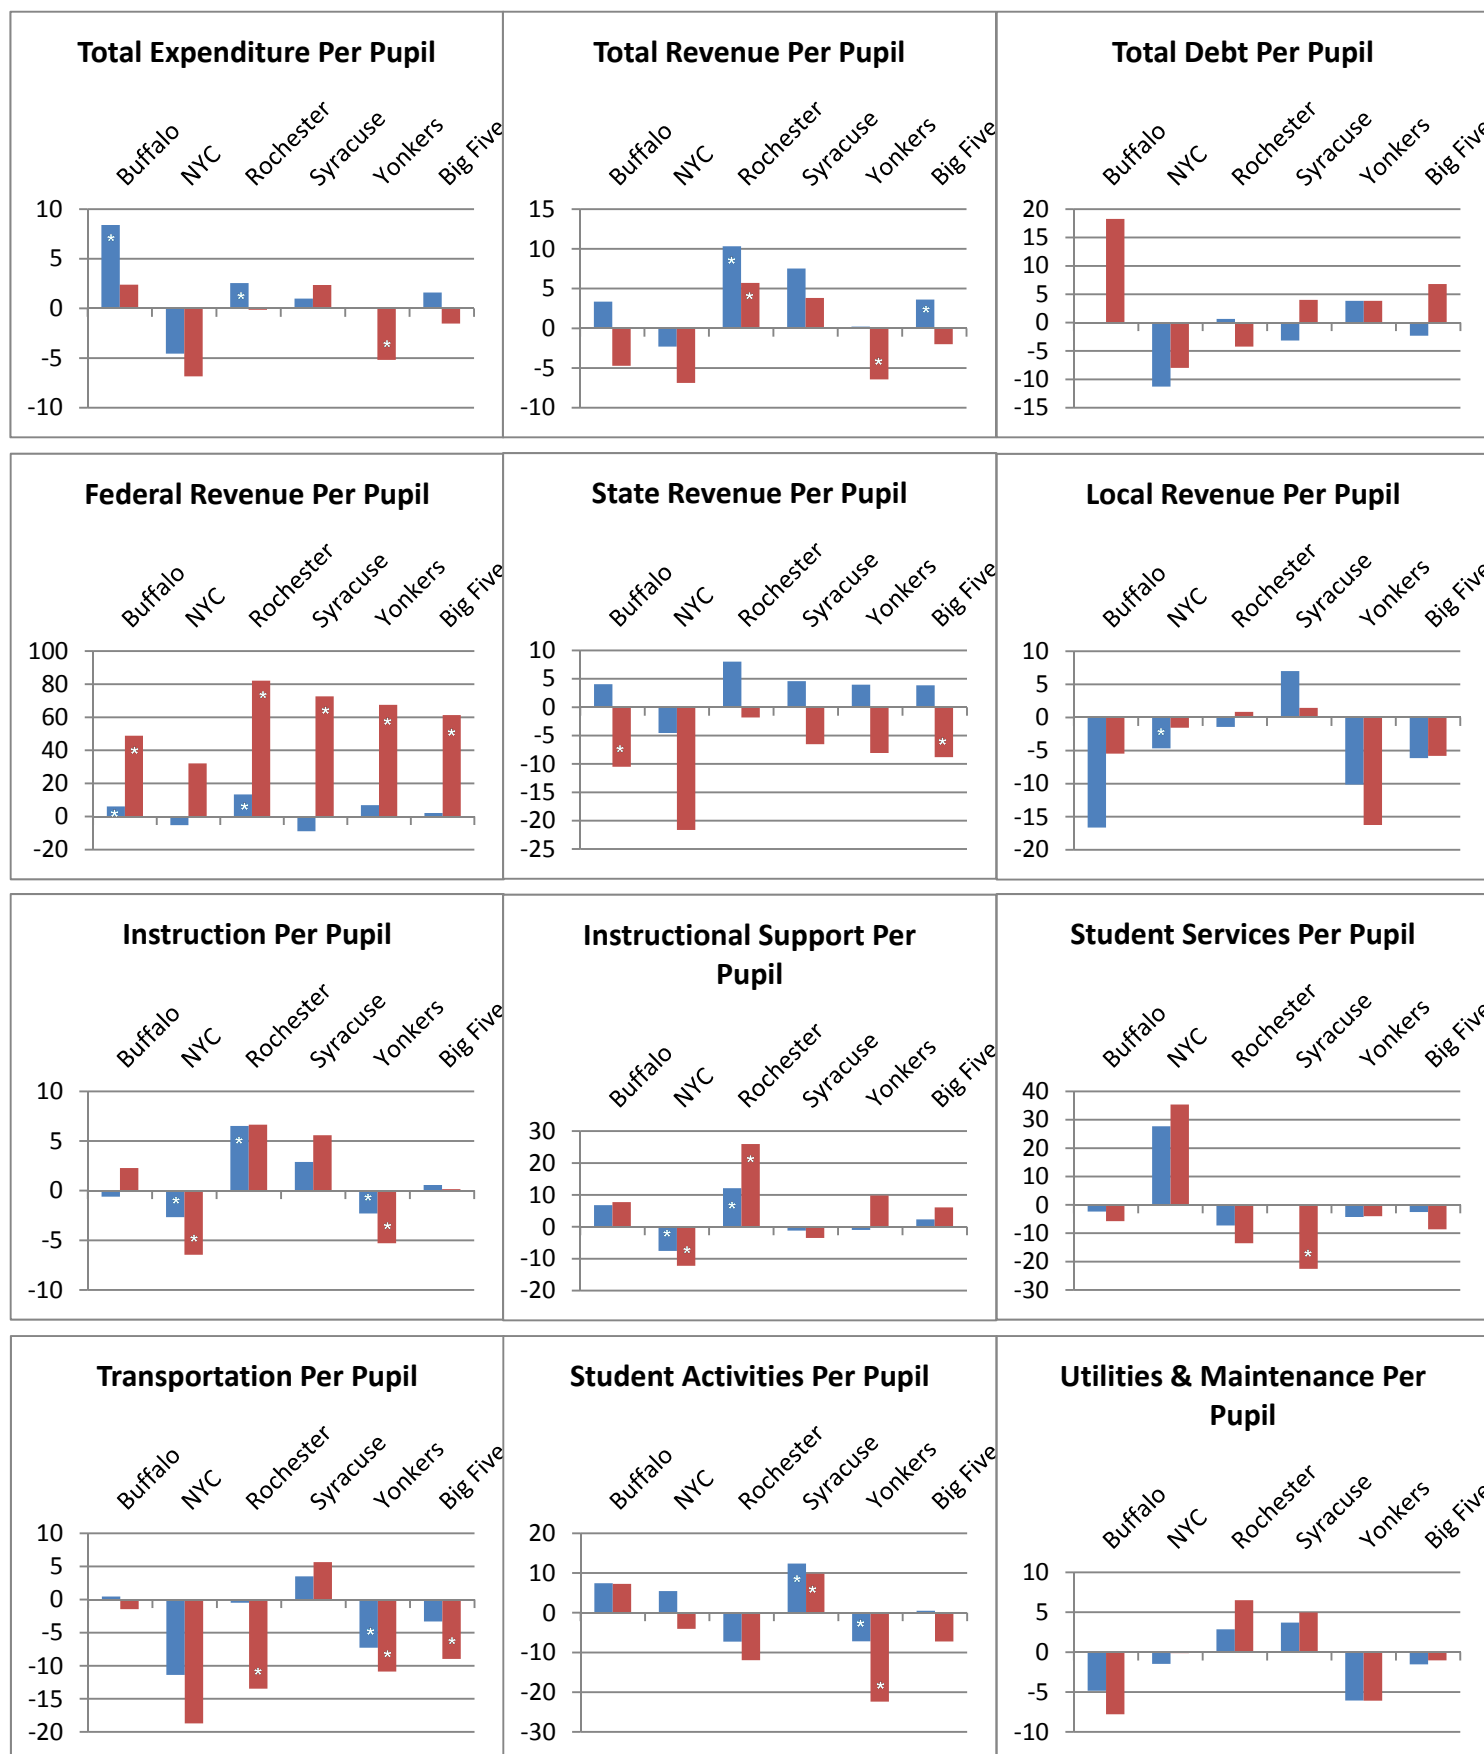 Total Expenditure Per Pupil
Buffalo
NYC
Rochester
Syracuse
Yonkers
Big Five
10
5
0
-5
-10
*
*
*
Total Revenue Per Pupil
Buffalo
NYC
Rochester
Syracuse
Yonkers
Big Five
15
10
5
0
-5
-10
*
*
*
*
Total Debt Per Pupil
Buffalo
NYC
Rochester
Syracuse
Yonkers
Big Five
20
15
10
5
0
-5
-10
-15
Federal Revenue Per Pupil
Buffalo
NYC
Rochester
Syracuse
Yonkers
Big Five
100
80
60
40
20
0
-20
*
*
*
*
*
*
*
State Revenue Per Pupil
Buffalo
NYC
Rochester
Syracuse
Yonkers
Big Five
10
5
0
-5
-10
-15
-20
-25
*
*
Local Revenue Per Pupil
Buffalo
NYC
Rochester
Syracuse
Yonkers
Big Five
10
5
0
-5
-10
-15
-20
*
Instruction Per Pupil
Buffalo
NYC
Rochester
Syracuse
Yonkers
Big Five
10
5
0
-5
-10
*
*
*
*
*
Instructional Support Per
Pupil
Buffalo
NYC
Rochester
Syracuse
Yonkers
Big Five
30
20
10
0
-10
-20
*
*
*
*
Student Services Per Pupil
Buffalo
NYC
Rochester
Syracuse
Yonkers
Big Five
40
30
20
10
0
-10
-20
-30
*
Transportation Per Pupil
Buffalo
NYC
Rochester
Syracuse
Yonkers
Big Five
10
5
0
-5
-10
-15
-20
*
*
*
*
Student Activities Per Pupil
Buffalo
NYC
Rochester
Syracuse
Yonkers
Big Five
20
10
0
-10
-20
-30
*
*
*
*
Utilities & Maintenance Per
Pupil
Buffalo
NYC
Rochester
Syracuse
Yonkers
Big Five
10
5
0
-5
-10